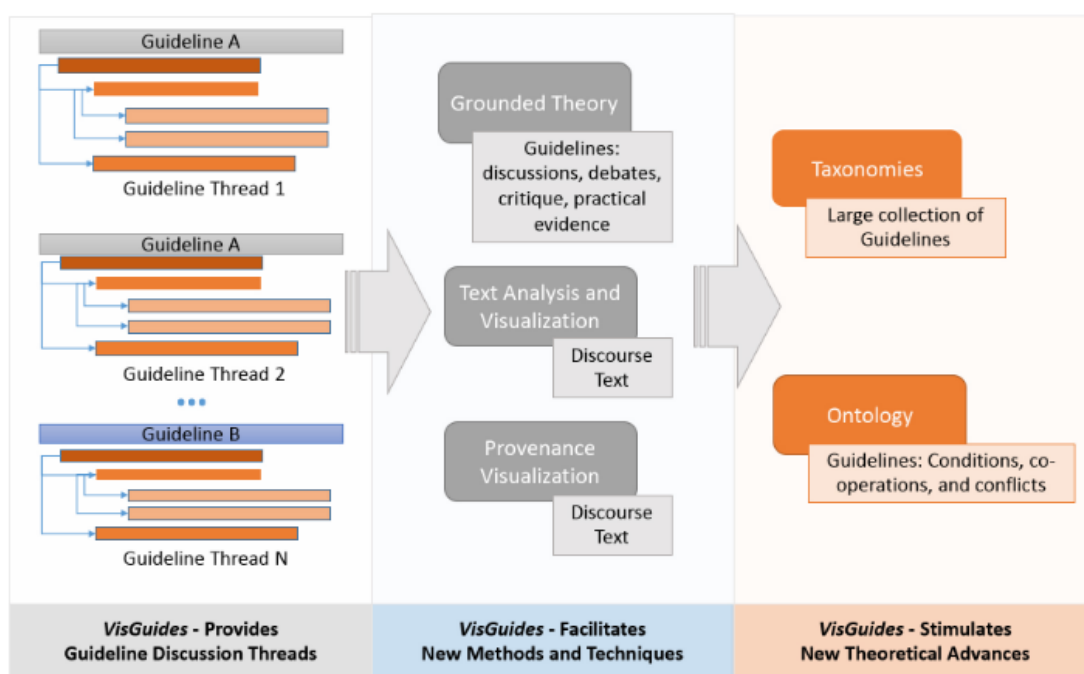 Guideline A
Guideline Thread 1
Guideline A
Guideline Thread 2
Guideline B
Guideline Thread N
VisGuides - Provides
Guideline Discussion Threads
Grounded Theory
Guidelines:
discussions, debates,
critique, practical
evidence
Text Analysis and
Visualization
Discourse
Text
Provenance
Visualization
Discourse
Text
VisGuides - Facilitates
New Methods and Techniques
Taxonomies
Large collection of
Guidelines
Ontology
Guidelines: Conditions, co-
operations, and conflicts
VisGuides - Stimulates
New Theoretical Advances